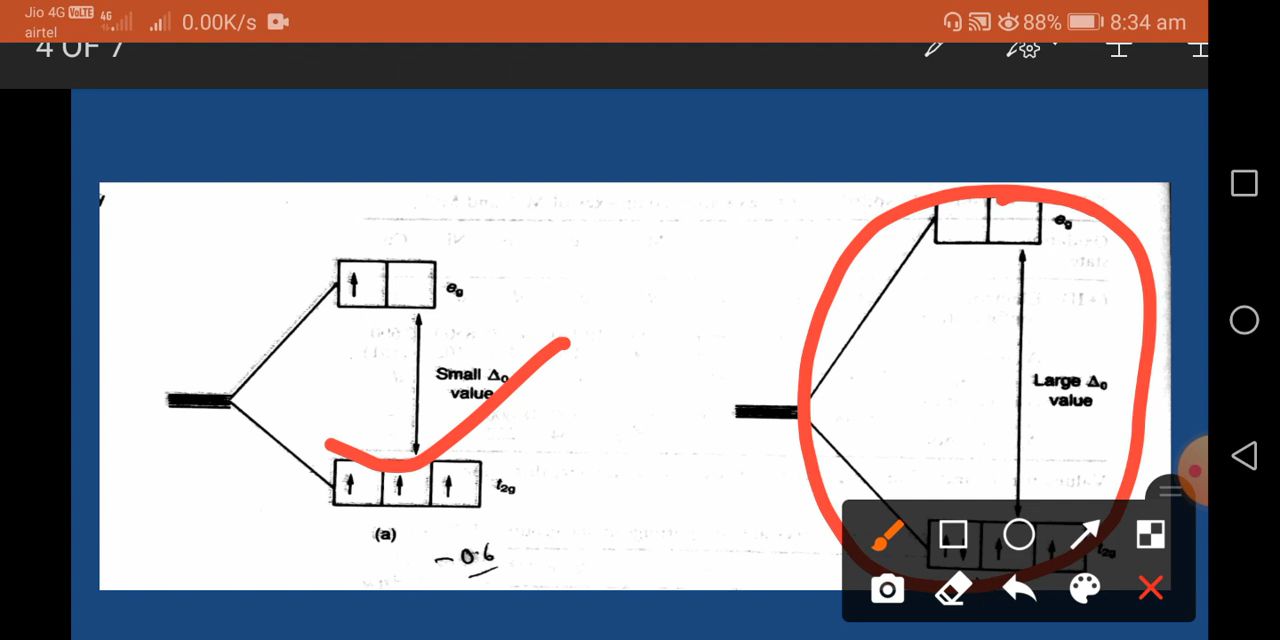 Jio 4G VoLTE 4G 0.00K/s 88% 8:34 am
airtel
4 OF 7
y
eg
eg
Small Δo
value
Large Δo
value
t2g
t2g
(a)
-0.6